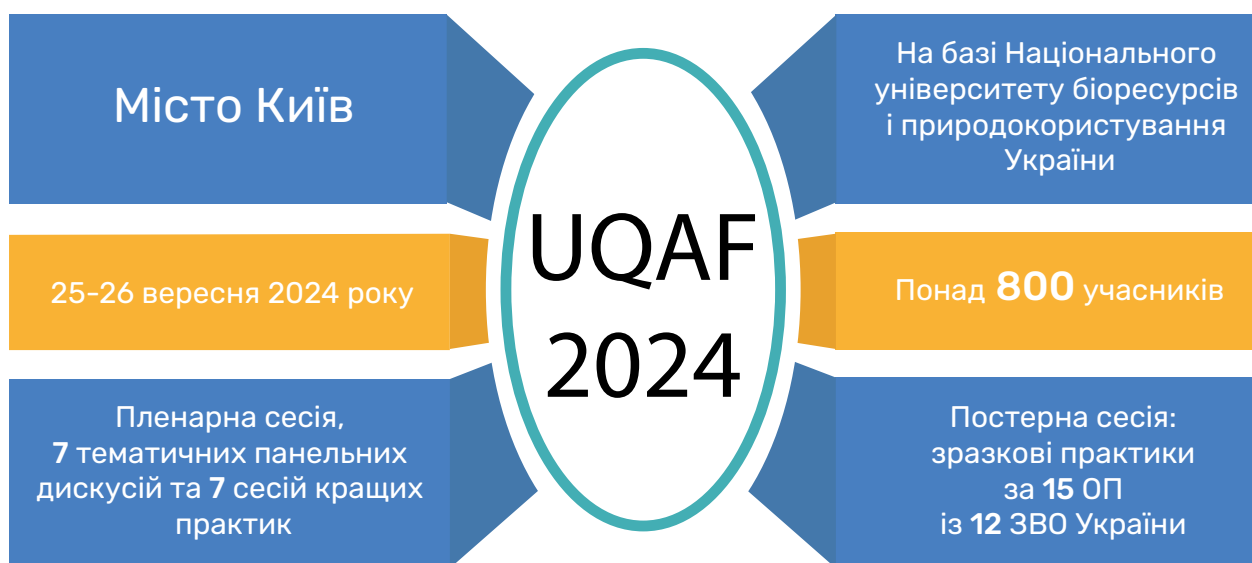 Місто Київ
25-26 вересня 2024 року
Пленарна сесія,
7 тематичних панельних
дискусій та 7 сесій кращих
практик
UQAF
2024
На базі Національного
університету біоресурсів
і природокористування
України
Понад 800 учасників
Постерна сесія:
зразкові практики
за 15 ОП
із 12 ЗВО України